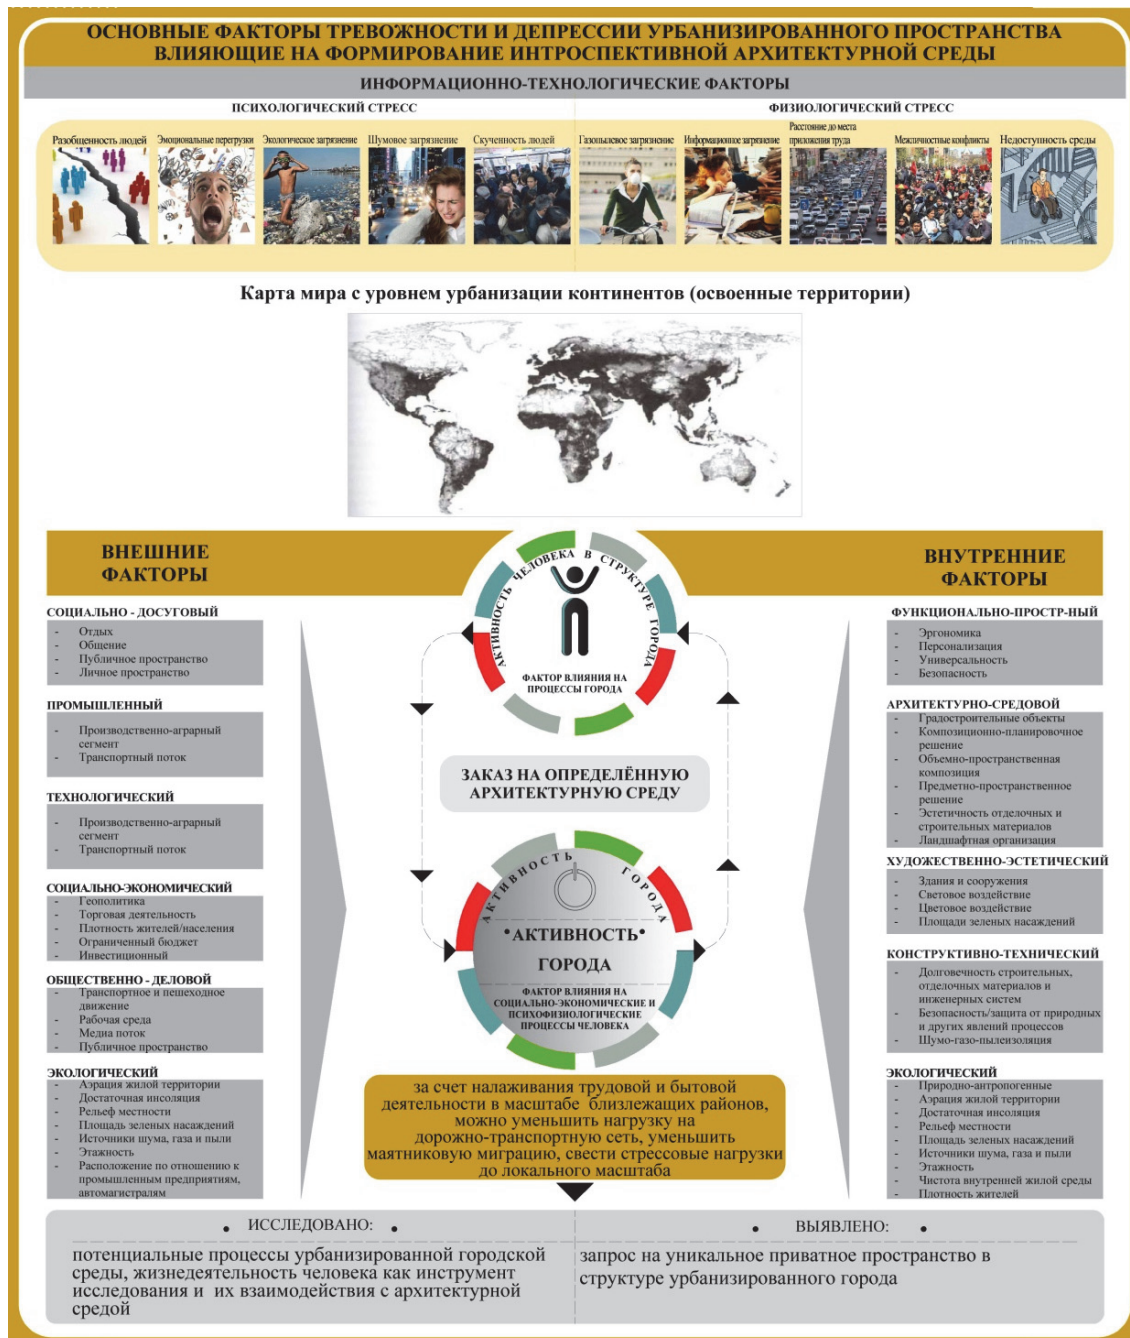 ОСНОВНЫЕ ФАКТОРЫ ТРЕВОЖНОСТИ И ДЕПРЕССИИ УРБАНИЗИРОВАННОГО ПРОСТРАНСТВА
ВЛИЯЮЩИЕ НА ФОРМИРОВАНИЕ ИНТРОСПЕКТИВНОЙ АРХИТЕКТУРНОЙ СРЕДЫ
ИНФОРМАЦИОННО-ТЕХНОЛОГИЧЕСКИЕ ФАКТОРЫ
ПСИХОЛОГИЧЕСКИЙ СТРЕСС
ФИЗИОЛОГИЧЕСКИЙ СТРЕСС
Разобщенность людей
Эмоциональные перегрузки
Экологическое загрязнение
Шумовое загрязнение
Скученность людей
Газопылевое загрязнение
Информационное загрязнение
Расстояние до места
приложения труда
Межличностные конфликты
Недоступность среды
Карта мира с уровнем урбанизации континентов (освоенные территории)
ВНЕШНИЕ
ФАКТОРЫ
СОЦИАЛЬНО - ДОСУГОВЫЙ
- Отдых
- Общение
- Публичное пространство
- Личное пространство
ПРОМЫШЛЕННЫЙ
- Производственно-аграрный
сегмент
- Транспортный поток
ТЕХНОЛОГИЧЕСКИЙ
- Производственно-аграрный
сегмент
- Транспортный поток
СОЦИАЛЬНО-ЭКОНОМИЧЕСКИЙ
- Геополитика
- Торговая деятельность
- Плотность жителей/населения
- Ограниченный бюджет
- Инвестиционный
ОБЩЕСТВЕННО - ДЕЛОВОЙ
- Транспортное и пешеходное
движение
- Рабочая среда
- Медиа поток
- Публичное пространство
ЭКОЛОГИЧЕСКИЙ
- Аэрация жилой территории
- Достаточная инсоляция
- Рельеф местности
- Площадь зеленых насаждений
- Источники шума, газа и пыли
- Этажность
- Расположение по отношению к
промышленным предприятиям,
автомагистралям
АКТИВНОСТЬ ЧЕЛОВЕКА В СТРУКТУРЕ ГОРОДА
ФАКТОР ВЛИЯНИЯ НА
ПРОЦЕССЫ ГОРОДА
ЗАКАЗ НА ОПРЕДЕЛЁННУЮ
АРХИТЕКТУРНУЮ СРЕДУ
АКТИВНОСТЬ ГОРОДА
•АКТИВНОСТЬ•
ГОРОДА
ФАКТОР ВЛИЯНИЯ НА
СОЦИАЛЬНО-ЭКОНОМИЧЕСКИЕ И
ПСИХОФИЗИОЛОГИЧЕСКИЕ
ПРОЦЕССЫ ЧЕЛОВЕКА
за счет налаживания трудовой и бытовой
деятельности в масштабе близлежащих районов,
можно уменьшить нагрузку на
дорожно-транспортную сеть, уменьшить
маятниковую миграцию, свести стрессовые нагрузки
до локального масштаба
ВНУТРЕННИЕ
ФАКТОРЫ
ФУНКЦИОНАЛЬНО-ПРОСТР-НЫЙ
- Эргономика
- Персонализация
- Универсальность
- Безопасность
АРХИТЕКТУРНО-СРЕДОВОЙ
- Градостроительные объекты
- Композиционно-планировочное
решение
- Объемно-пространственная
композиция
- Предметно-пространственное
решение
- Эстетичность отделочных и
строительных материалов
- Ландшафтная организация
ХУДОЖЕСТВЕННО-ЭСТЕТИЧЕСКИЙ
- Здания и сооружения
- Световое воздействие
- Цветовое воздействие
- Площади зеленых насаждений
КОНСТРУКТИВНО-ТЕХНИЧЕСКИЙ
- Долговечность строительных,
отделочных материалов и
инженерных систем
- Безопасность/защита от природных
и других явлений процессов
- Шумо-газо-пылеизоляция
ЭКОЛОГИЧЕСКИЙ
- Природно-антропогенные
- Аэрация жилой территории
- Достаточная инсоляция
- Рельеф местности
- Площадь зеленых насаждений
- Источники шума, газа и пыли
- Этажность
- Чистота внутренней жилой среды
- Плотность жителей
• ИССЛЕДОВАНО: •
потенциальные процессы урбанизированной городской
среды, жизнедеятельность человека как инструмент
исследования и их взаимодействия с архитектурной
средой
• ВЫЯВЛЕНО: •
запрос на уникальное приватное пространство в
структуре урбанизированного города